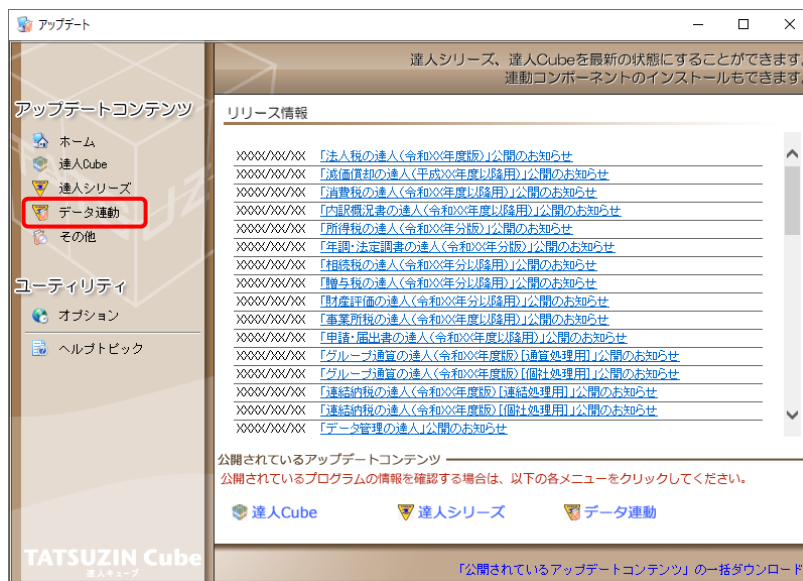 アップデート
達人シリーズ、達人Cubeを最新の状態にすることができます。
連動コンポーネントのインストールもできます。
アップデートコンテンツ
ホーム
達人Cube
達人シリーズ
データ連動
その他
ユーティリティ
オプション
ヘルプトピック
リリース情報
XXXX/XX/XX 「法人税の達人(令和XX年度版)」公開のお知らせ
XXXX/XX/XX 「減価償却の達人(平成XX年度以降用)」公開のお知らせ
XXXX/XX/XX 「消費税の達人(令和XX年度以降用)」公開のお知らせ
XXXX/XX/XX 「内訳概況書の達人(令和XX年度以降用)」公開のお知らせ
XXXX/XX/XX 「所得税の達人(令和XX年分版)」公開のお知らせ
XXXX/XX/XX 「年調・法定調書の達人(令和XX年分版)」公開のお知らせ
XXXX/XX/XX 「相続税の達人(令和XX年分以降用)」公開のお知らせ
XXXX/XX/XX 「贈与税の達人(令和XX年分以降用)」公開のお知らせ
XXXX/XX/XX 「財産評価の達人(令和XX年分以降用)」公開のお知らせ
XXXX/XX/XX 「事業所税の達人(令和XX年度以降用)」公開のお知らせ
XXXX/XX/XX 「申請・届出書の達人(令和XX年度以降用)」公開のお知らせ
XXXX/XX/XX 「グループ通算の達人(令和XX年度版)[通算処理用]」公開のお知らせ
XXXX/XX/XX 「グループ通算の達人(令和XX年度版)[個社処理用]」公開のお知らせ
XXXX/XX/XX 「連結納税の達人(令和XX年度版)[連結処理用]」公開のお知らせ
XXXX/XX/XX 「連結納税の達人(令和XX年度版)[個社処理用]」公開のお知らせ
XXXX/XX/XX 「データ管理の達人」公開のお知らせ
公開されているアップデートコンテンツ
公開されているプログラムの情報を確認する場合は、以下の各メニューをクリックしてください。
達人Cube 達人シリーズ データ連動
TATSUZIN Cube
達人キューブ
「公開されているアップデートコンテンツ」の一括ダウンロード